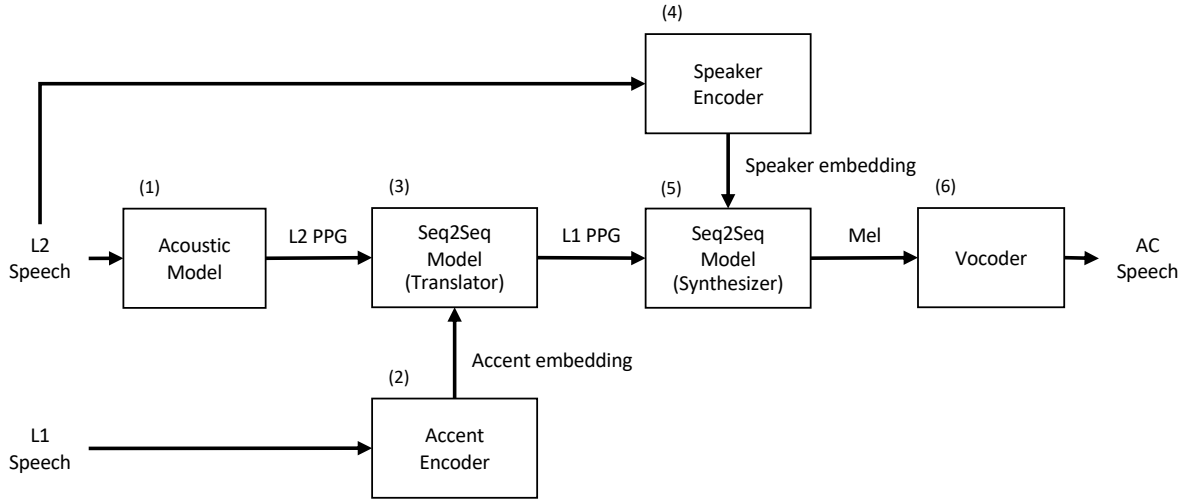 (4)
Speaker
Encoder
Speaker embedding
(1)
(3)
(5)
(6)
L2
Speech
Acoustic
Model
L2 PPG
Seq2Seq
Model
(Translator)
L1 PPG
Seq2Seq
Model
(Synthesizer)
Mel
Vocoder
AC
Speech
Accent embedding
(2)
L1
Speech
Accent
Encoder